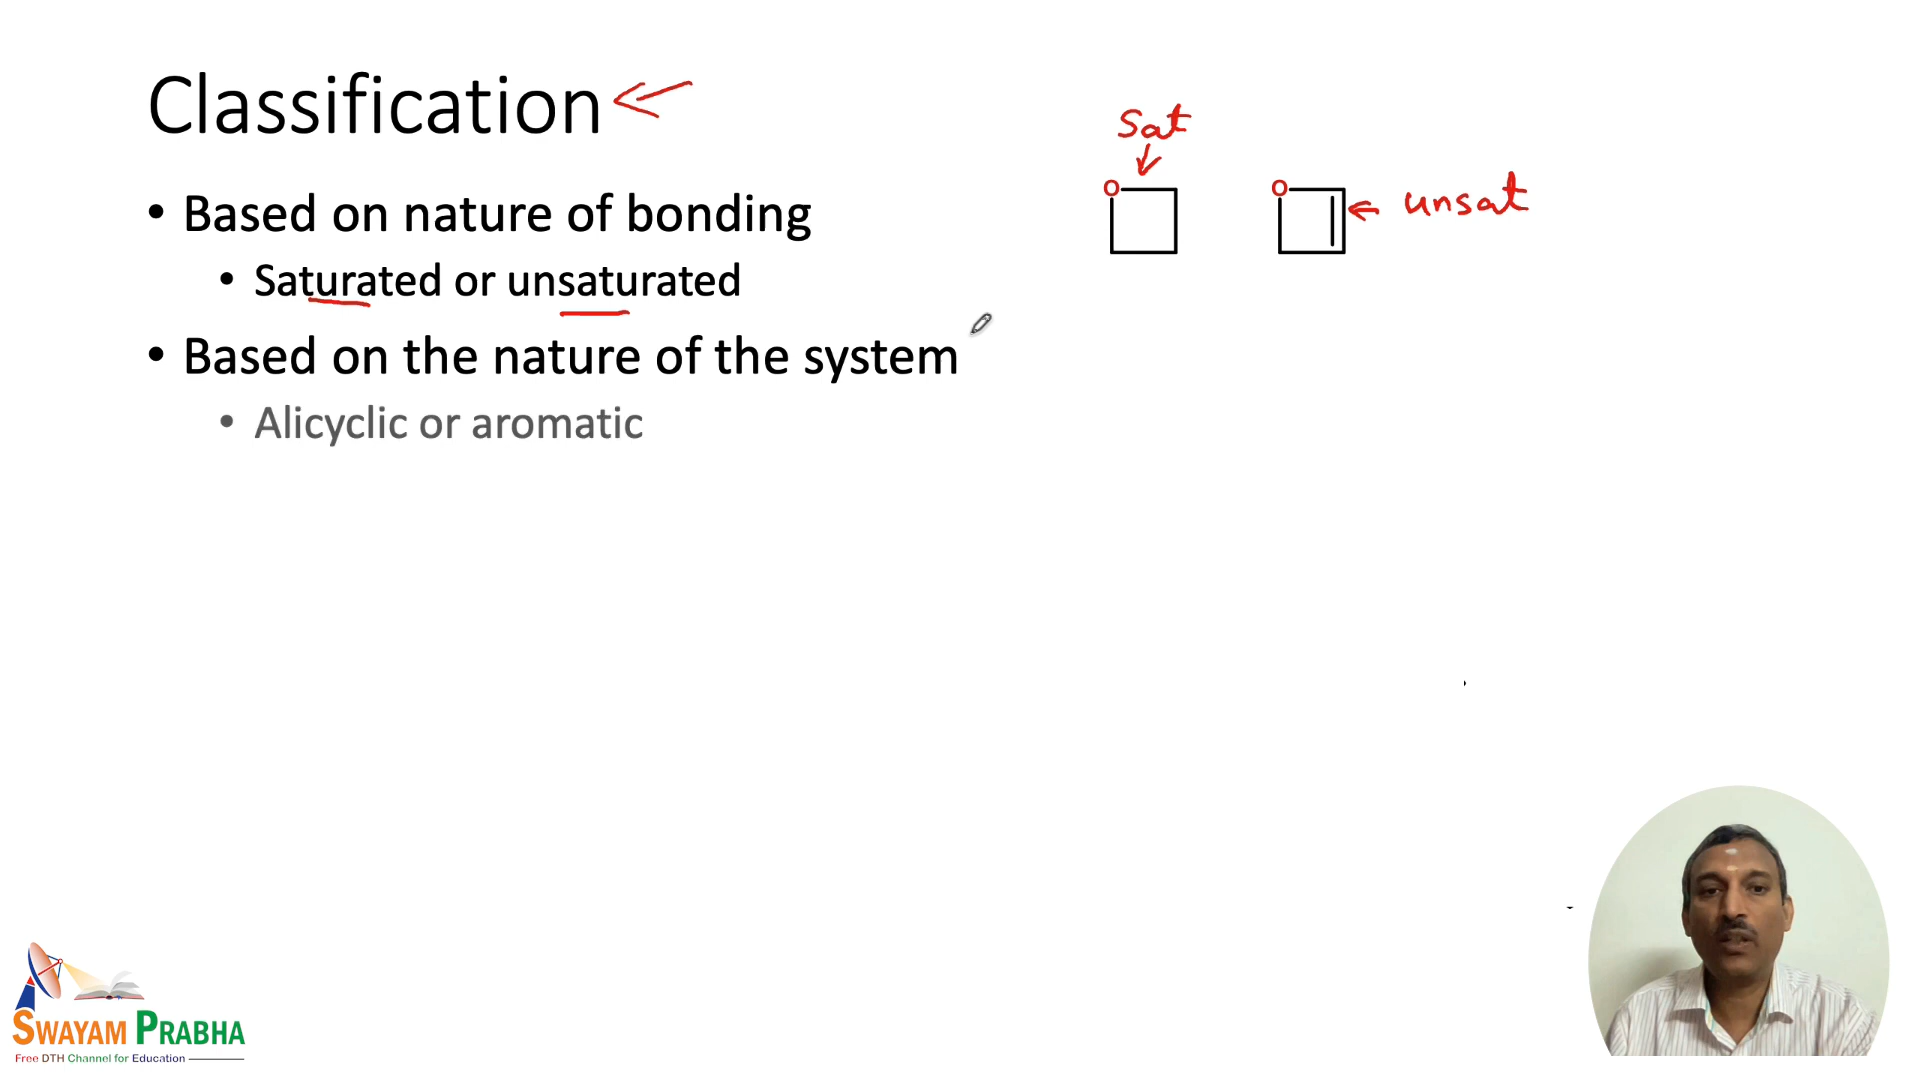 Classification
• Based on nature of bonding
• Saturated or unsaturated
• Based on the nature of the system
• Alicyclic or aromatic
Sat
O
O
unsat
SWAYAM PRABHA
Free DTH Channel for Education